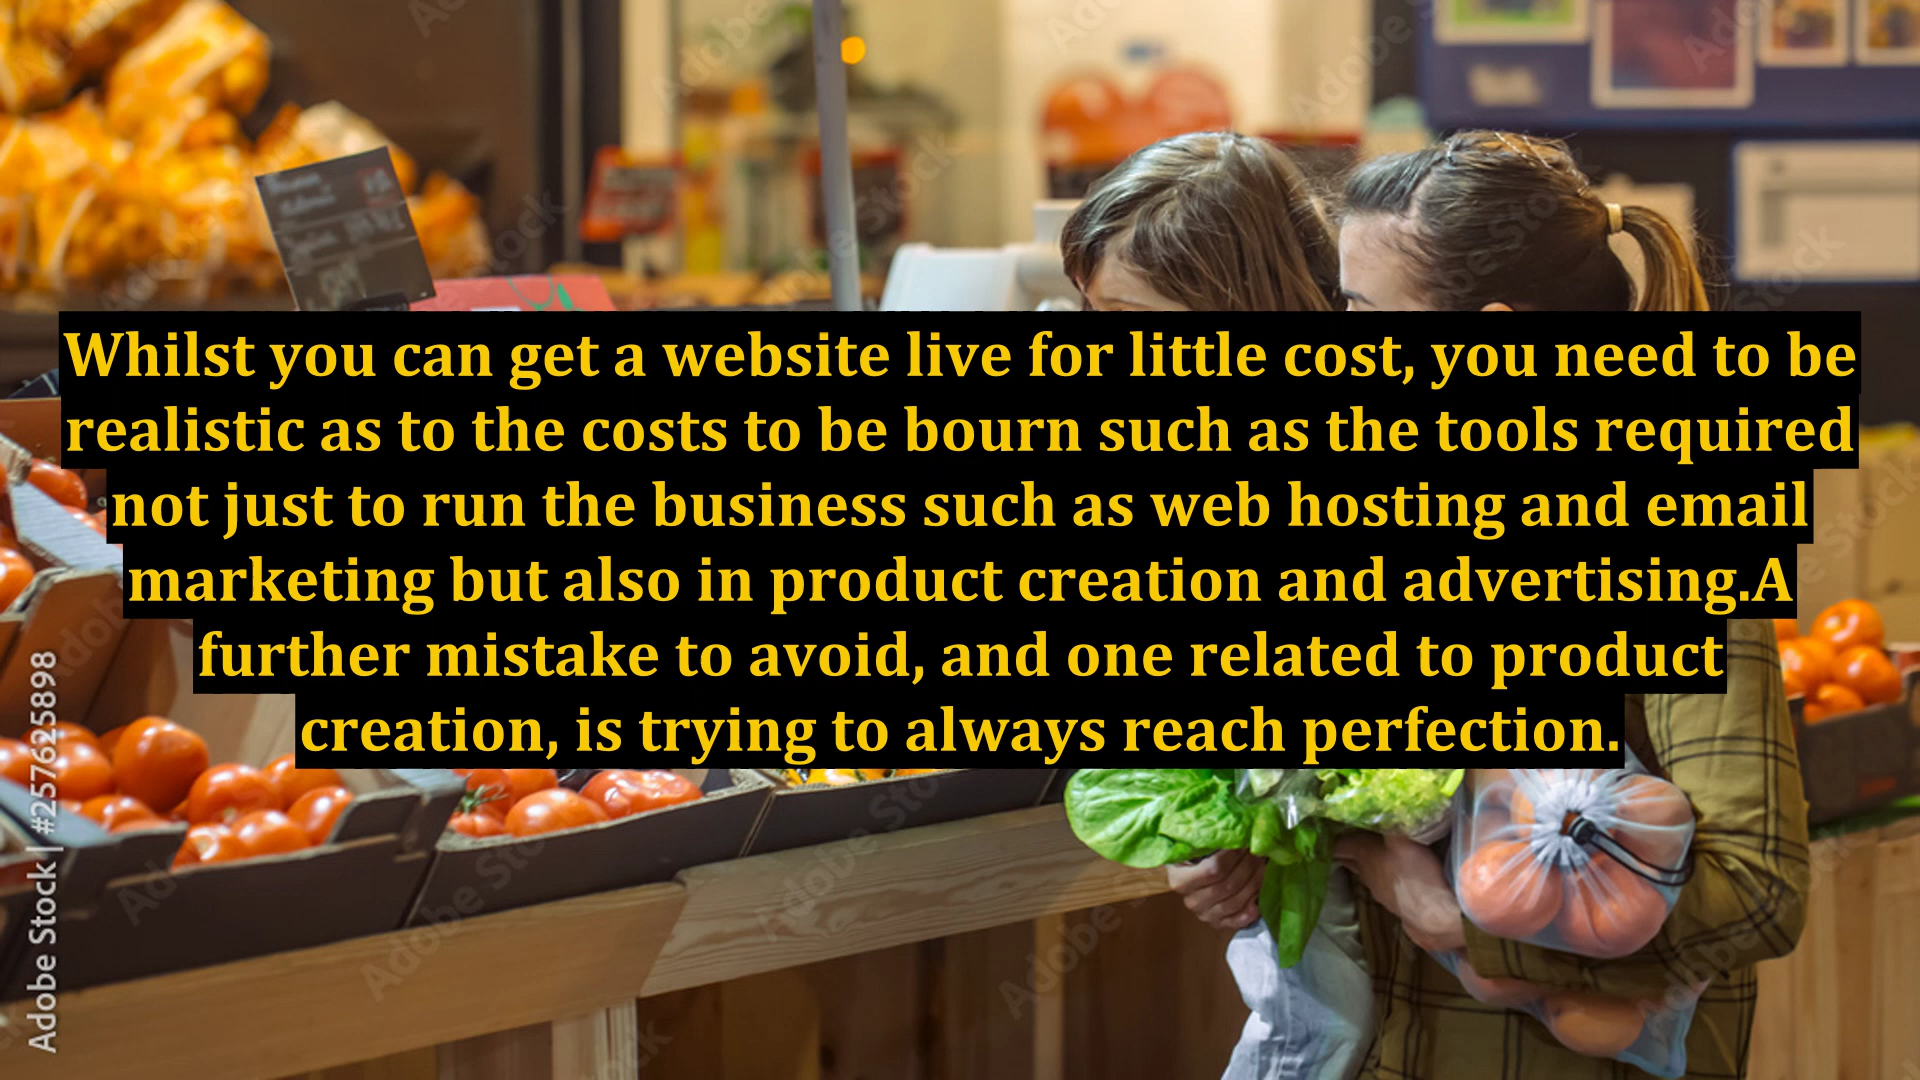 Whilst you can get a website live for little cost, you need to be
realistic as to the costs to be bourn such as the tools required
not just to run the business such as web hosting and email
marketing but also in product creation and advertising.A
further mistake to avoid, and one related to product
creation, is trying to always reach perfection.
Adobe Stock | #257625898